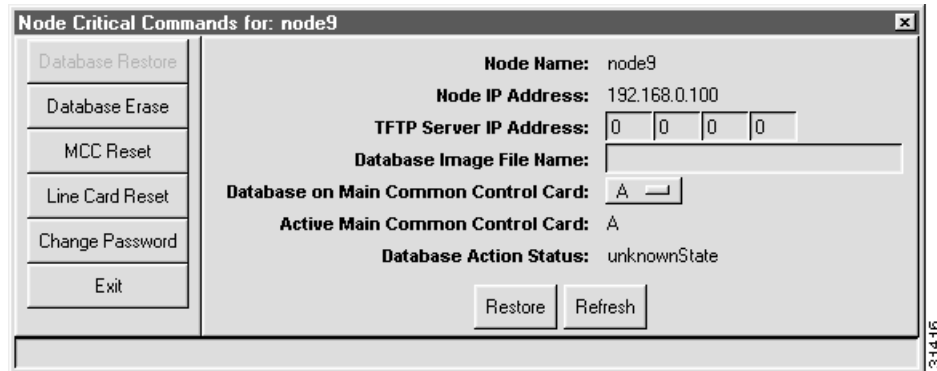 Node Critical Commands for: node9
Database Restore
Database Erase
MCC Reset
Line Card Reset
Change Password
Exit
Node Name: node9
Node IP Address: 192.168.0.100
TFTP Server IP Address: 0 0 0 0
Database Image File Name:
Database on Main Common Control Card: A
Active Main Common Control Card: A
Database Action Status: unknownState
Restore Refresh
31416